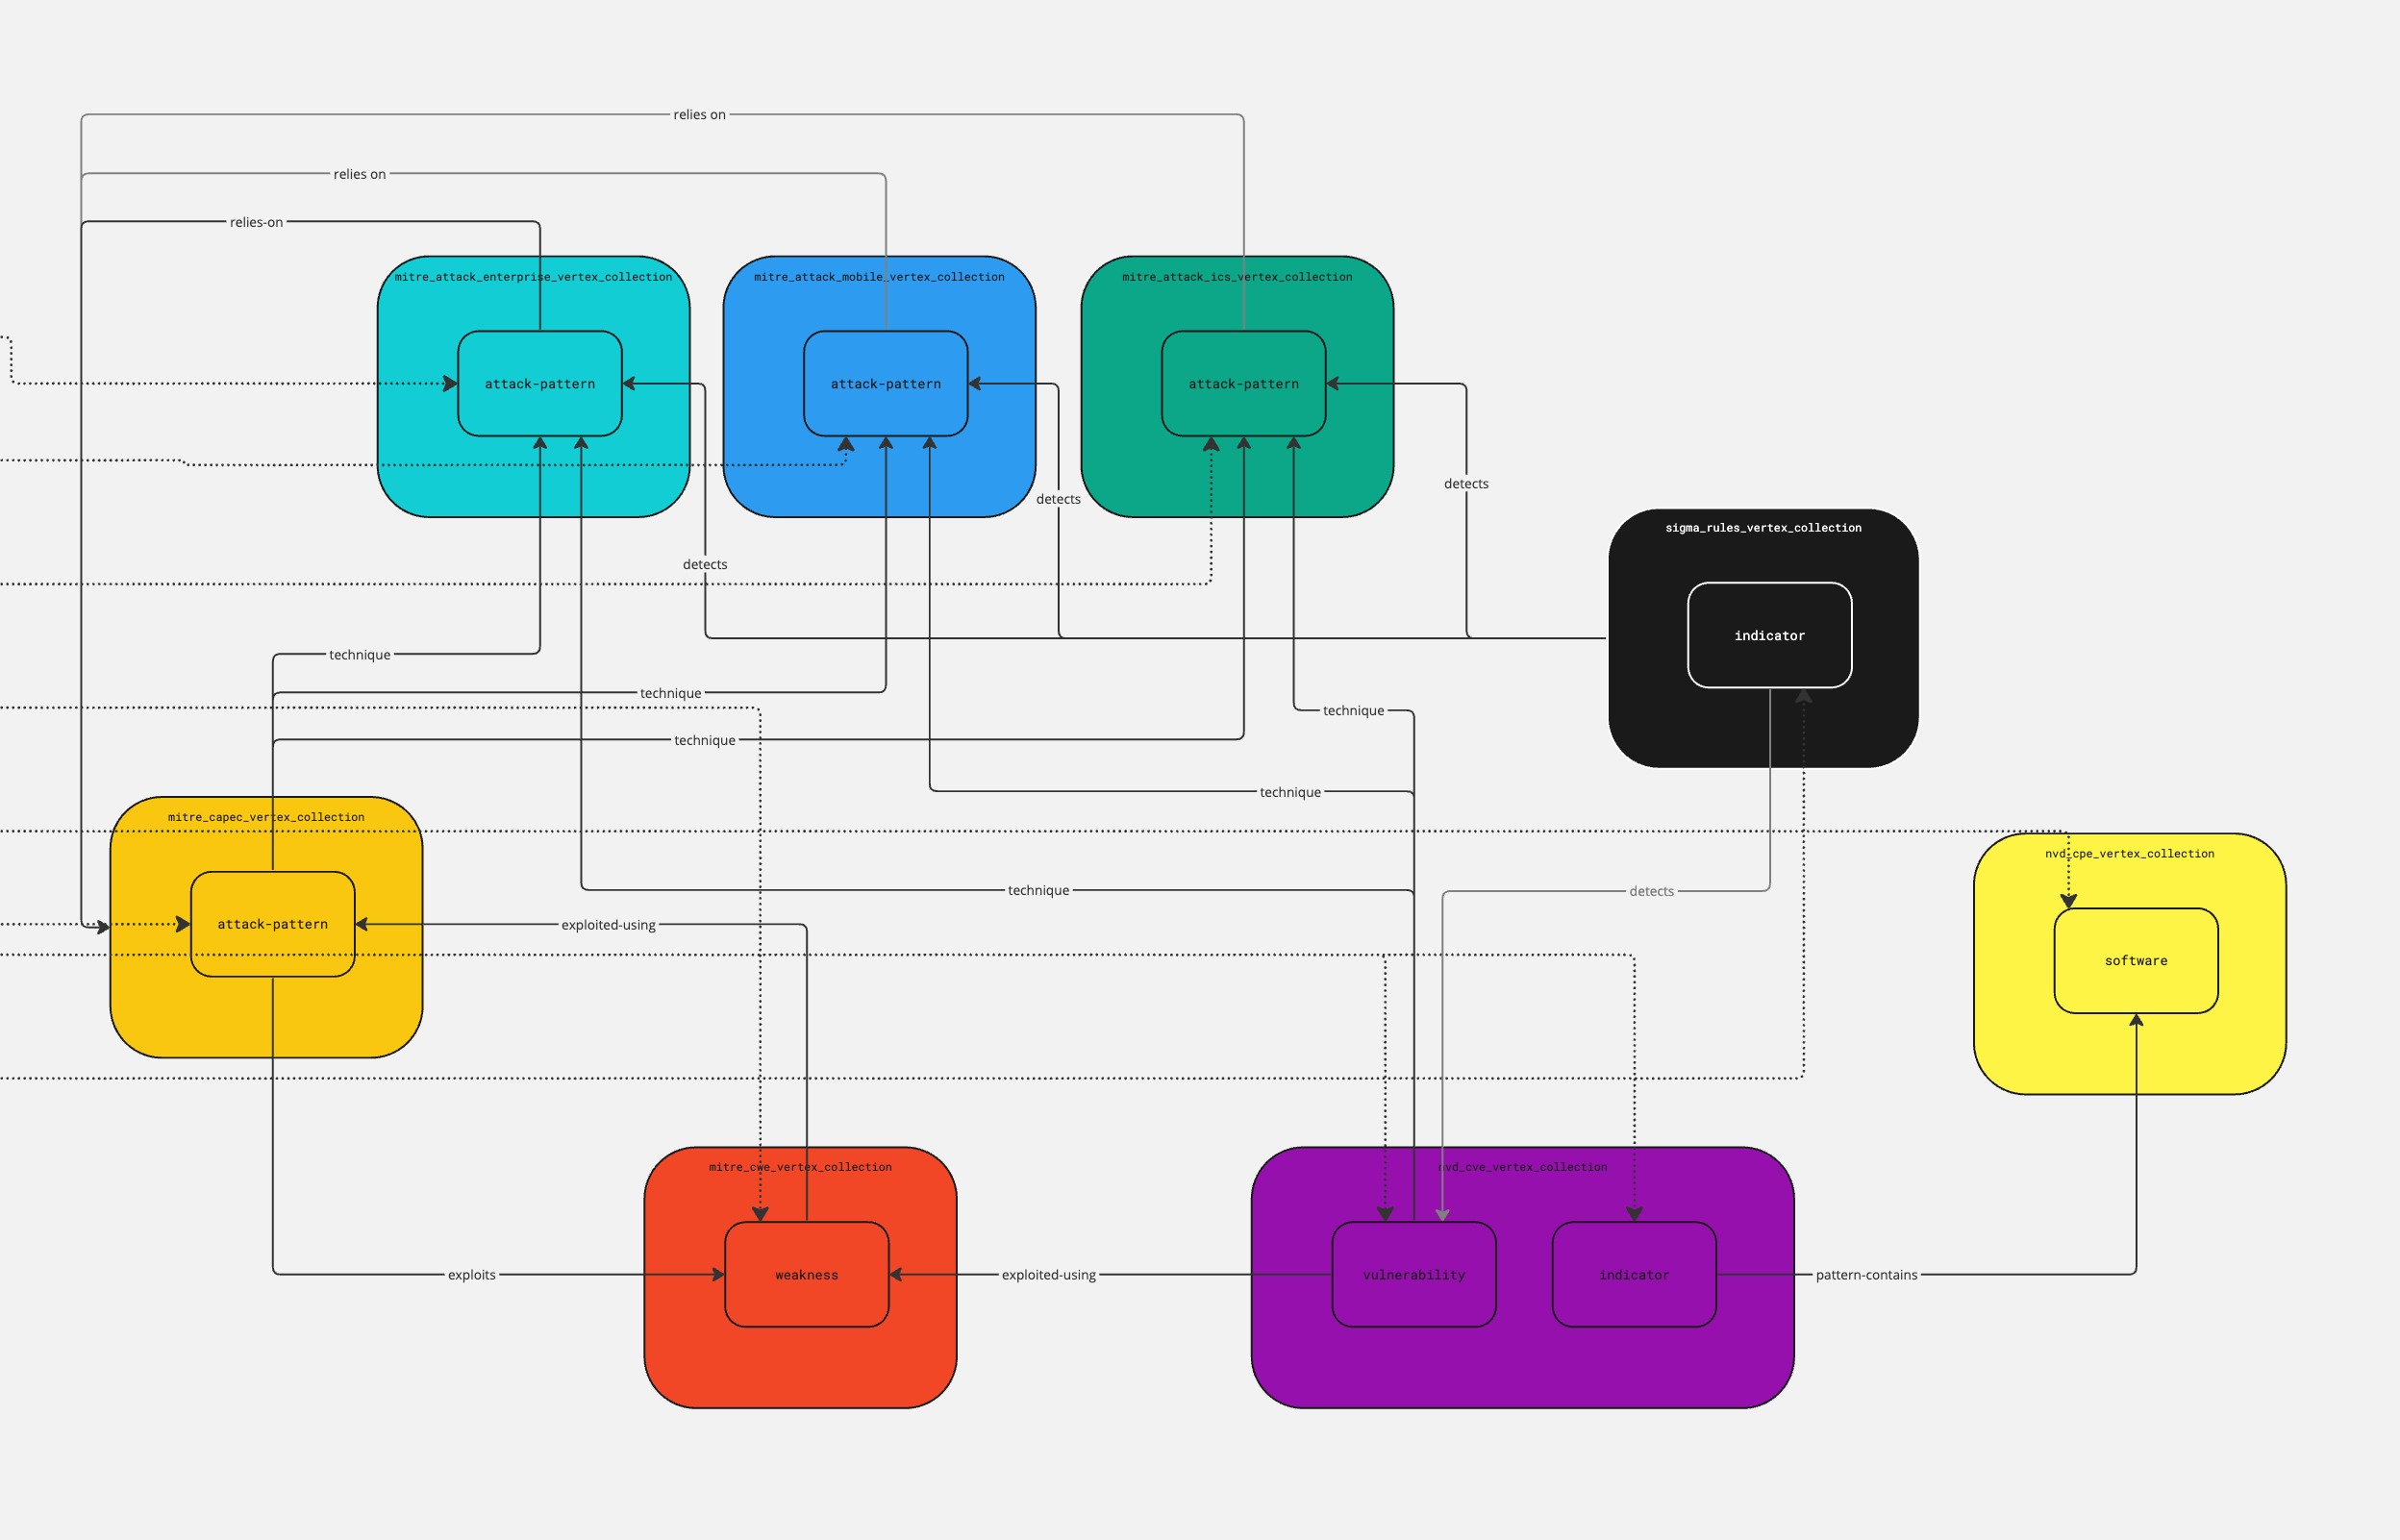 relies on
relies on
relies-on
mitre_attack_enterprise_vertex_collection
mitre_attack_mobile_vertex_collection
mitre_attack_ics_vertex_collection
attack-pattern
attack-pattern
attack-pattern
detects
detects
sigma_rules_vertex_collection
detects
indicator
technique
technique
technique
technique
technique
mitre_capec_vertex_collection
nvd_cpe_vertex_collection
technique
detects
attack-pattern
exploited-using
software
mitre_cwe_vertex_collection
nvd_cve_vertex_collection
exploits
weakness
exploited-using
vulnerability
indicator
pattern-contains